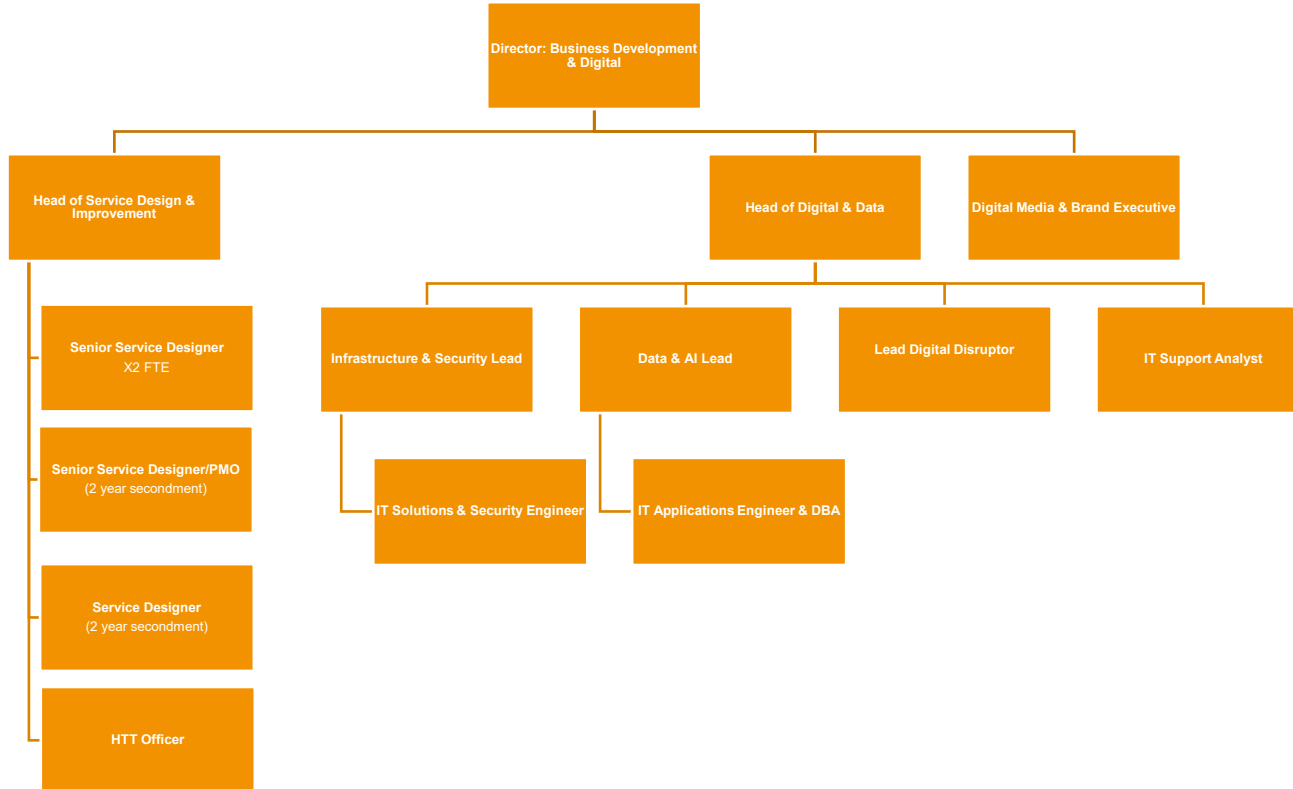 Director: Business Development
& Digital
Head of Service Design &
Improvement
Head of Digital & Data
Digital Media & Brand Executive
Senior Service Designer
X2 FTE
Infrastructure & Security Lead
Data & AI Lead
Lead Digital Disruptor
IT Support Analyst
Senior Service Designer/PMO
(2 year secondment)
IT Solutions & Security Engineer
IT Applications Engineer & DBA
Service Designer
(2 year secondment)
HTT Officer